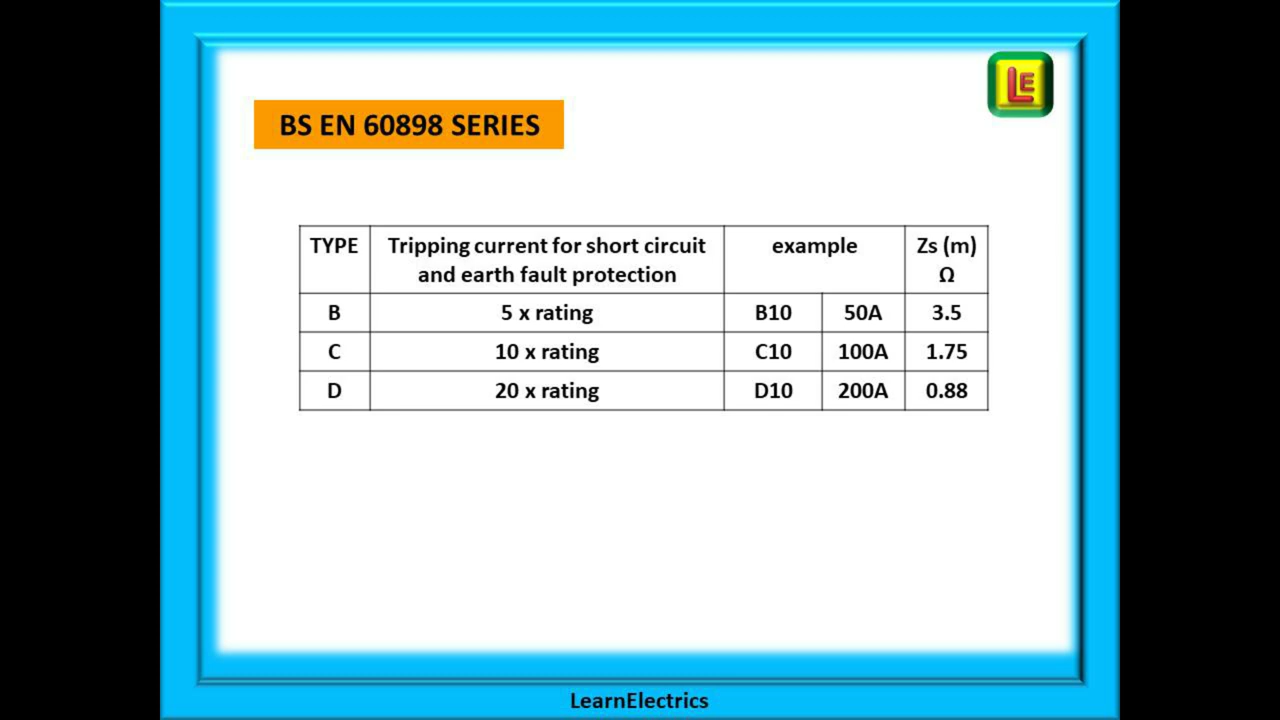 LE
BS EN 60898 SERIES
TYPE Tripping current for short circuit and earth fault protection example Zs (m) Ω
B 5 x rating B10 50A 3.5
C 10 x rating C10 100A 1.75
D 20 x rating D10 200A 0.88
LearnElectrics